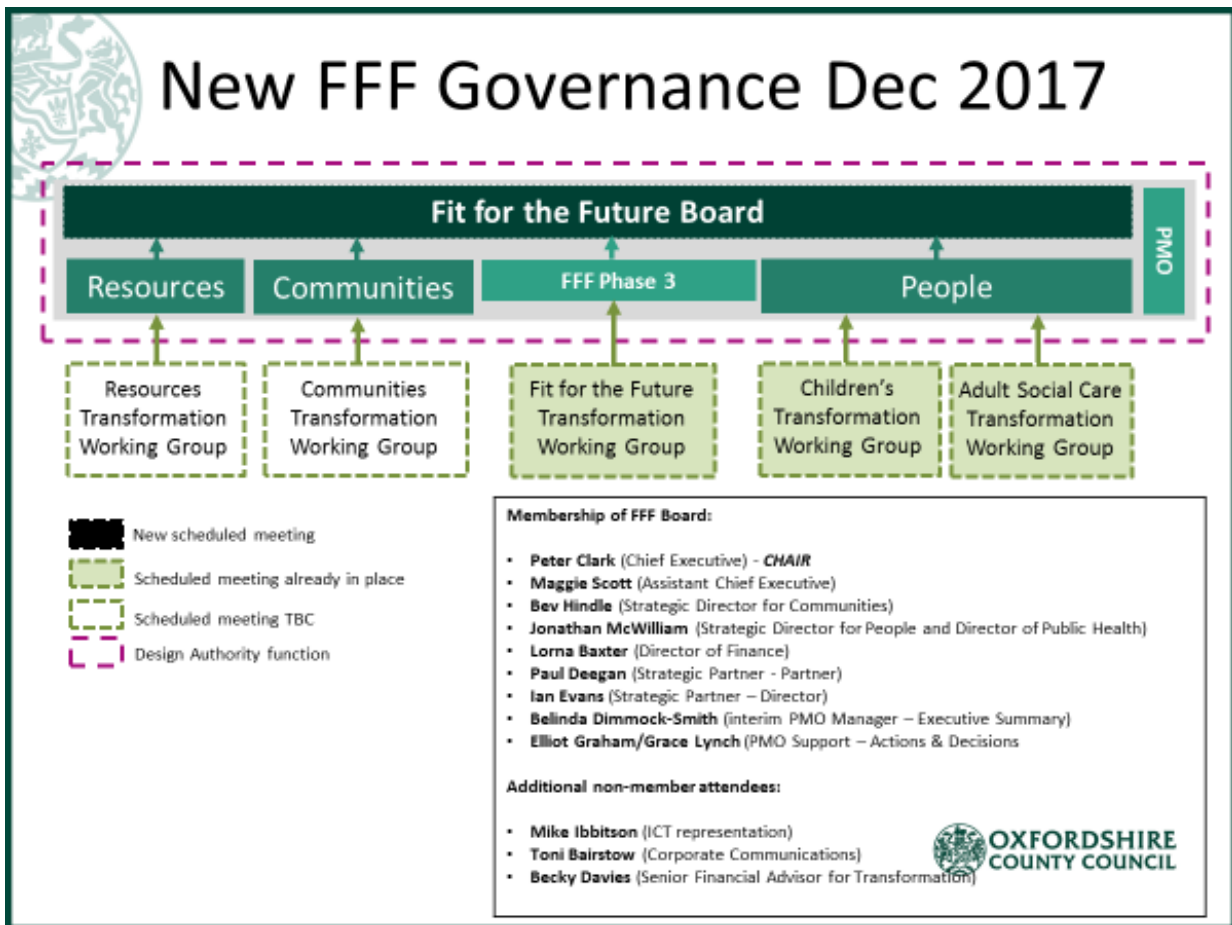 New FFF Governance Dec 2017
Fit for the Future Board
PMO
Resources
Communities
FFF Phase 3
People
Resources
Transformation
Working Group
Communities
Transformation
Working Group
Fit for the Future
Transformation
Working Group
Children's
Transformation
Working Group
Adult Social Care
Transformation
Working Group
New scheduled meeting
Scheduled meeting already in place
Scheduled meeting TBC
Design Authority function
Membership of FFF Board:
• Peter Clark (Chief Executive) - CHAIR
• Maggie Scott (Assistant Chief Executive)
• Bev Hindle (Strategic Director for Communities)
• Jonathan McWilliam (Strategic Director for People and Director of Public Health)
• Lorna Baxter (Director of Finance)
• Paul Deegan (Strategic Partner - Partner)
• Ian Evans (Strategic Partner – Director)
• Belinda Dimmock-Smith (interim PMO Manager – Executive Summary)
• Elliot Graham/Grace Lynch (PMO Support – Actions & Decisions
Additional non-member attendees:
• Mike Ibbitson (ICT representation)
• Toni Bairstow (Corporate Communications)
• Becky Davies (Senior Financial Advisor for Transformation)
OXFORDSHIRE
COUNTY COUNCIL